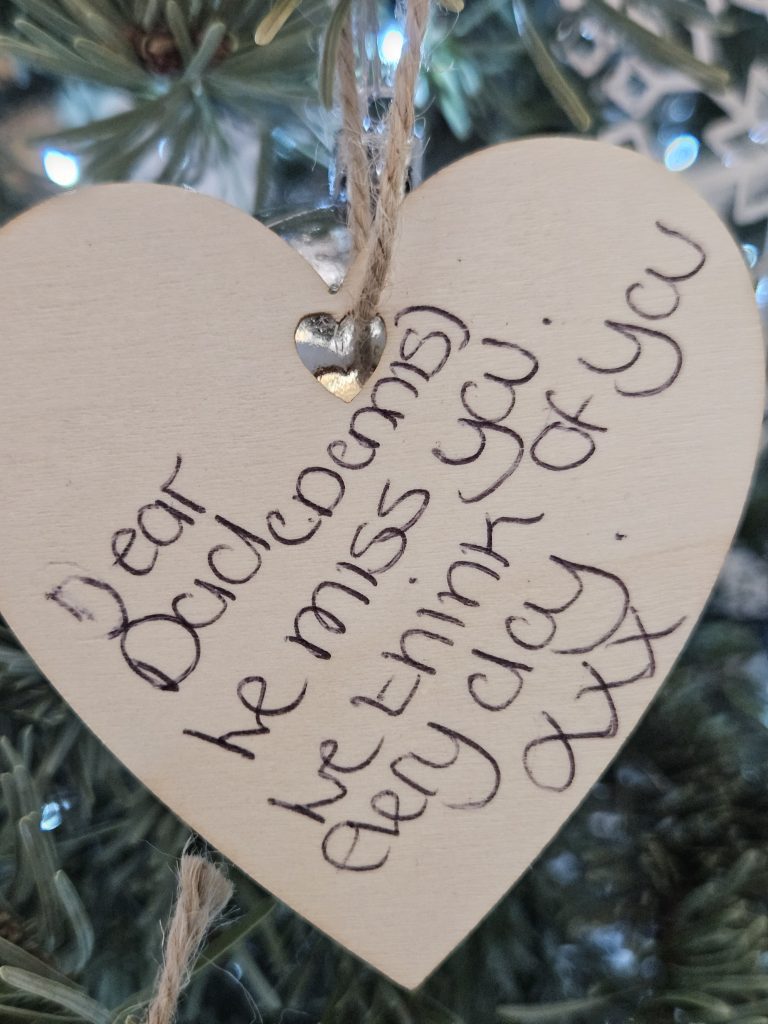 Dear
Dad (Dennis)
we miss you.
we think of you
every day.
xxx